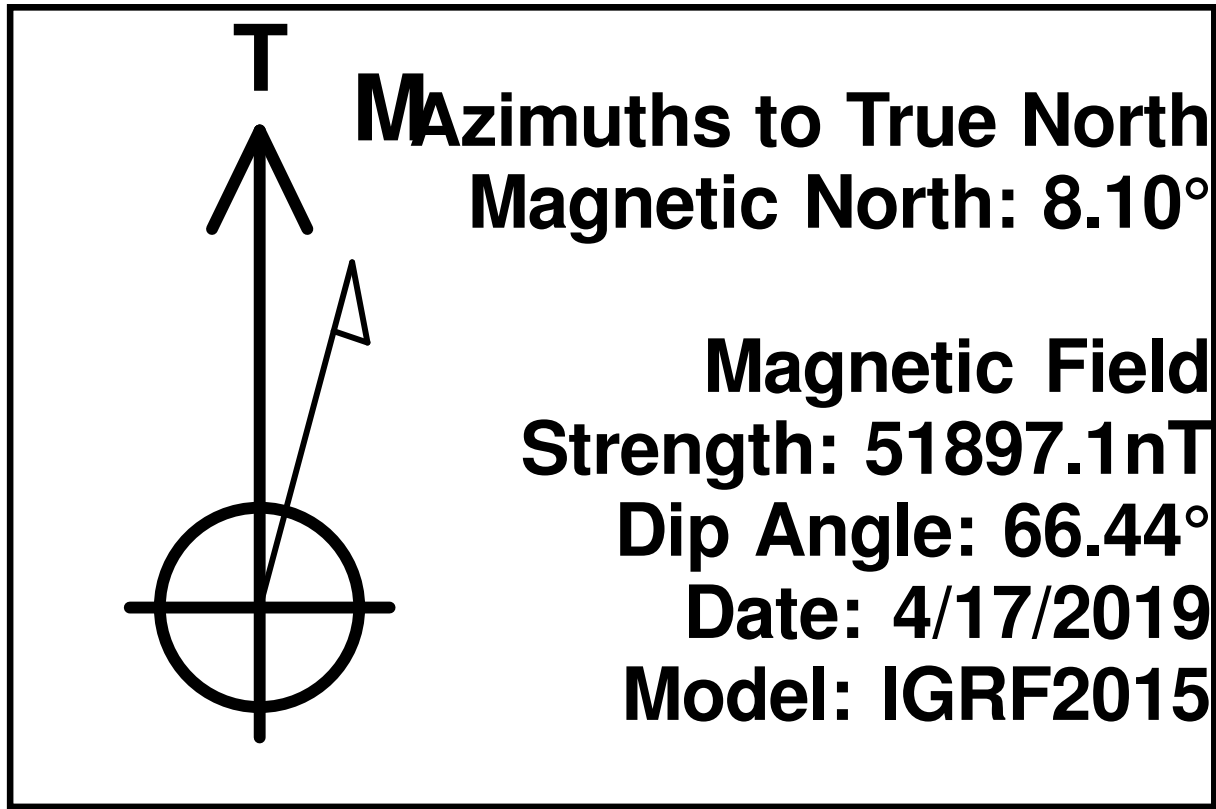 T
M
Azimuths to True North
Magnetic North: 8.10°
Magnetic Field
Strength: 51897.1nT
Dip Angle: 66.44°
Date: 4/17/2019
Model: IGRF2015